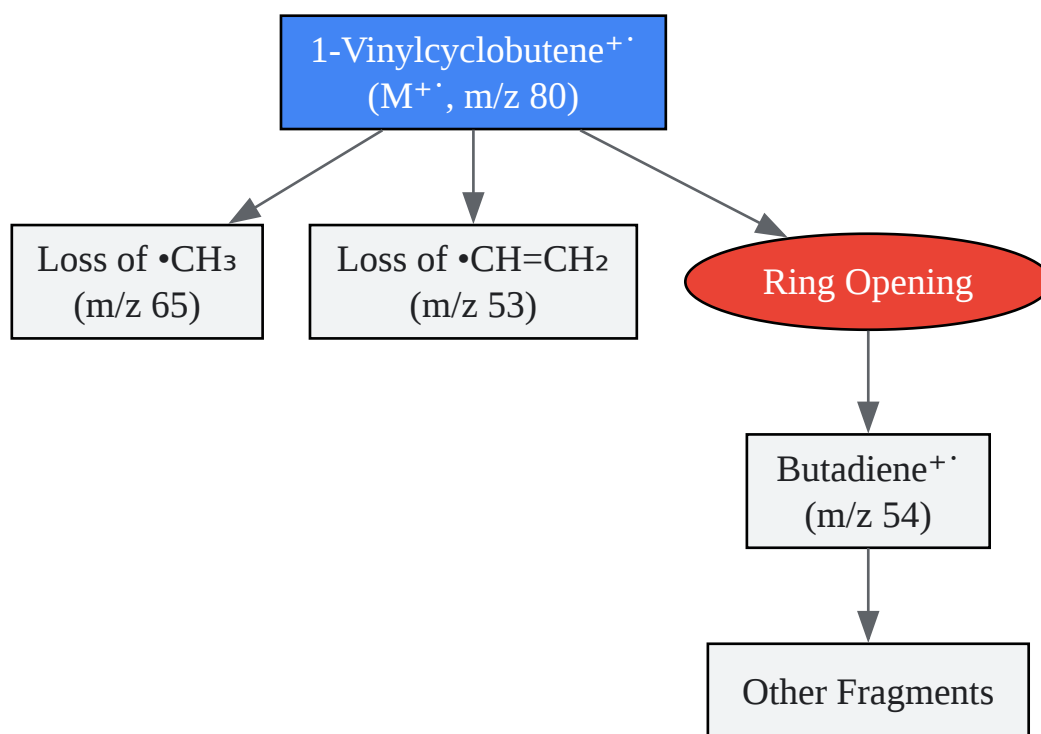 1-Vinylcyclobutene⁺˙
(M⁺˙, m/z 80)
Loss of •CH₃
(m/z 65)
Loss of •CH=CH₂
(m/z 53)
Ring Opening
Butadiene⁺˙
(m/z 54)
Other Fragments